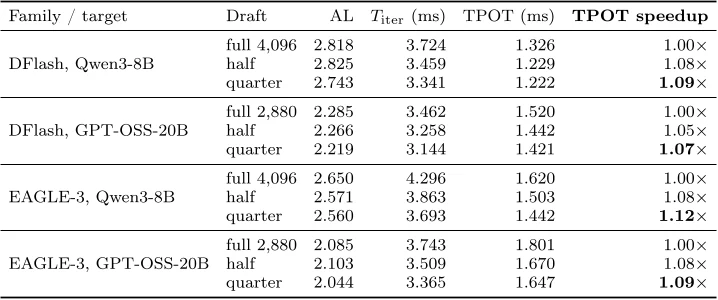 Family / target Draft AL T_iter (ms) TPOT (ms) TPOT speedup
full 4,096 2.818 3.724 1.326 1.00×
DFlash, Qwen3-8B half 2.825 3.459 1.229 1.08×
quarter 2.743 3.341 1.222 1.09×
full 2,880 2.285 3.462 1.520 1.00×
DFlash, GPT-OSS-20B half 2.266 3.258 1.442 1.05×
quarter 2.219 3.144 1.421 1.07×
full 4,096 2.650 4.296 1.620 1.00×
EAGLE-3, Qwen3-8B half 2.571 3.863 1.503 1.08×
quarter 2.560 3.693 1.442 1.12×
full 2,880 2.085 3.743 1.801 1.00×
EAGLE-3, GPT-OSS-20B half 2.103 3.509 1.670 1.08×
quarter 2.044 3.365 1.647 1.09×